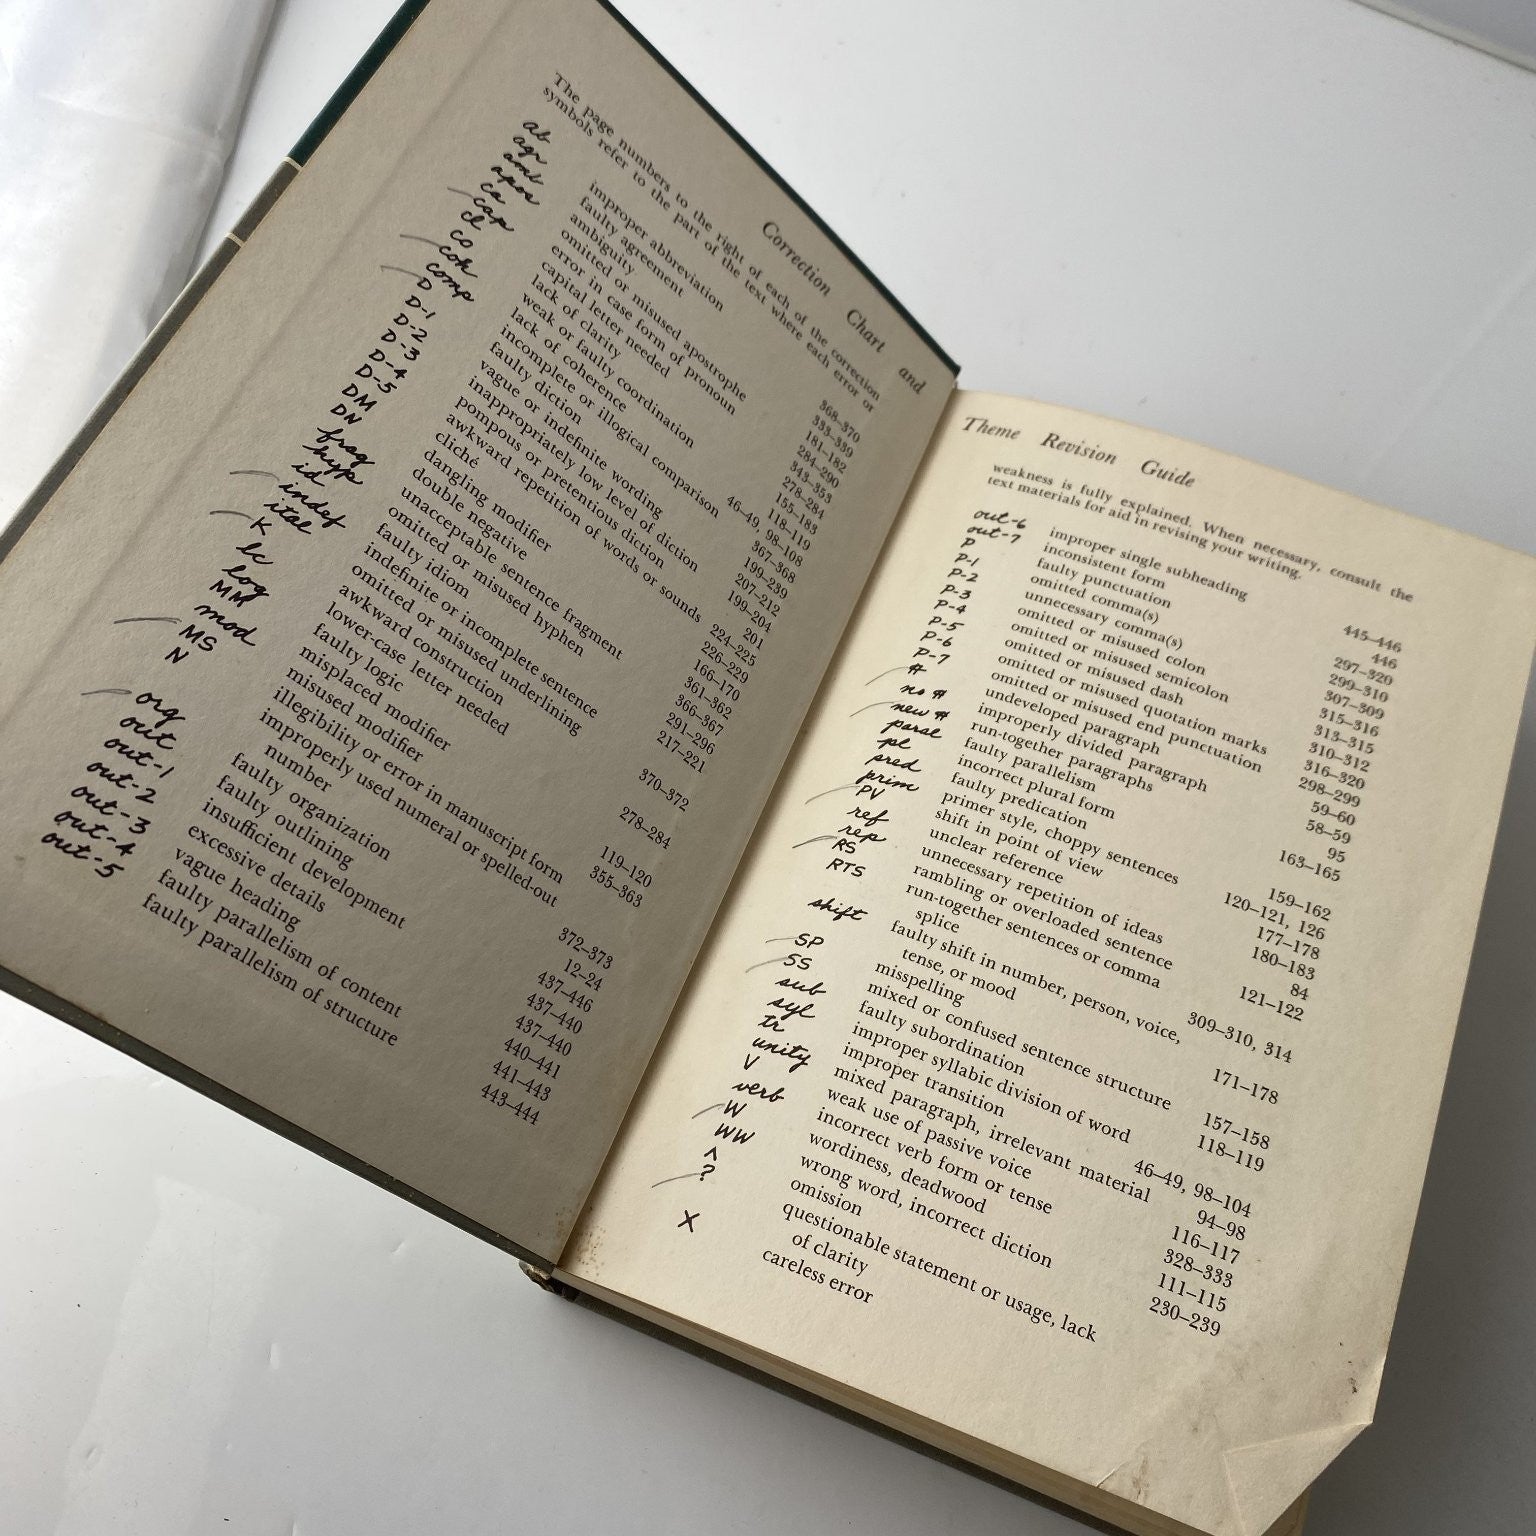 Correction Chart and
The page numbers to the right of each of the correction
symbols refer to the part of the text where each error or
ab improper abbreviation 368–370
agr faulty agreement 333–339
amb ambiguity 181–182
apos omitted or misused apostrophe 284–290
ca error in case form of pronoun 343–353
cap capital letter needed 278–284
cl lack of clarity 155–183
co weak or faulty coordination 118–119
coh lack of coherence 46–49, 98–108
comp incomplete or illogical comparison 367–368
D faulty diction 199–239
D-1 vague or indefinite wording 207–212
D-2 inappropriately low level of diction 199–204
D-3 pompous or pretentious diction 201
D-4 awkward repetition of words or sounds 224–225
D-5 cliché 226–229
DM dangling modifier 166–170
DN double negative 361–362
frag unacceptable sentence fragment 366–367
hyp omitted or misused hyphen 291–296
id faulty idiom 217–221
indef indefinite or incomplete sentence
ital omitted or misused underlining 370–372
K awkward construction
lc lower-case letter needed 278–284
log faulty logic
MM misplaced modifier 119–120
mod misused modifier 355–363
MS illegibility or error in manuscript form
N improperly used numeral or spelled-out
number 372–373
org faulty organization 12–24
out faulty outlining 437–446
out-1 insufficient development 437–440
out-2 excessive details 437–440
out-3 vague heading 440–441
out-4 faulty parallelism of content 441–443
out-5 faulty parallelism of structure 443–444
Theme Revision Guide
weakness is fully explained. When necessary, consult the
text materials for aid in revising your writing.
out-6 improper single subheading 445–446
out-7 inconsistent form 446
P faulty punctuation 297–320
P-1 omitted comma(s) 299–310
P-2 unnecessary comma(s) 307–309
P-3 omitted or misused colon 315–316
P-4 omitted or misused semicolon 313–315
P-5 omitted or misused dash 310–312
P-6 omitted or misused quotation marks 316–320
P-7 omitted or misused end punctuation 298–299
¶ undeveloped paragraph 59–60
no ¶ improperly divided paragraph 58–59
new ¶ run-together paragraphs 95
paral faulty parallelism 163–165
pl incorrect plural form
pred faulty predication 159–162
prim primer style, choppy sentences 120–121, 126
PV shift in point of view 177–178
ref unclear reference 180–183
rep unnecessary repetition of ideas 84
RS rambling or overloaded sentence 121–122
RTS run-together sentences or comma
splice 309–310, 314
shift faulty shift in number, person, voice,
tense, or mood 171–178
SP misspelling
SS mixed or confused sentence structure 157–158
sub faulty subordination 118–119
syl improper syllabic division of word
tr improper transition 46–49, 98–104
unity mixed paragraph, irrelevant material 94–98
V weak use of passive voice 116–117
verb incorrect verb form or tense 328–333
W wordiness, deadwood 111–115
WW wrong word, incorrect diction 230–239
^ omission
? questionable statement or usage, lack
of clarity
X careless error